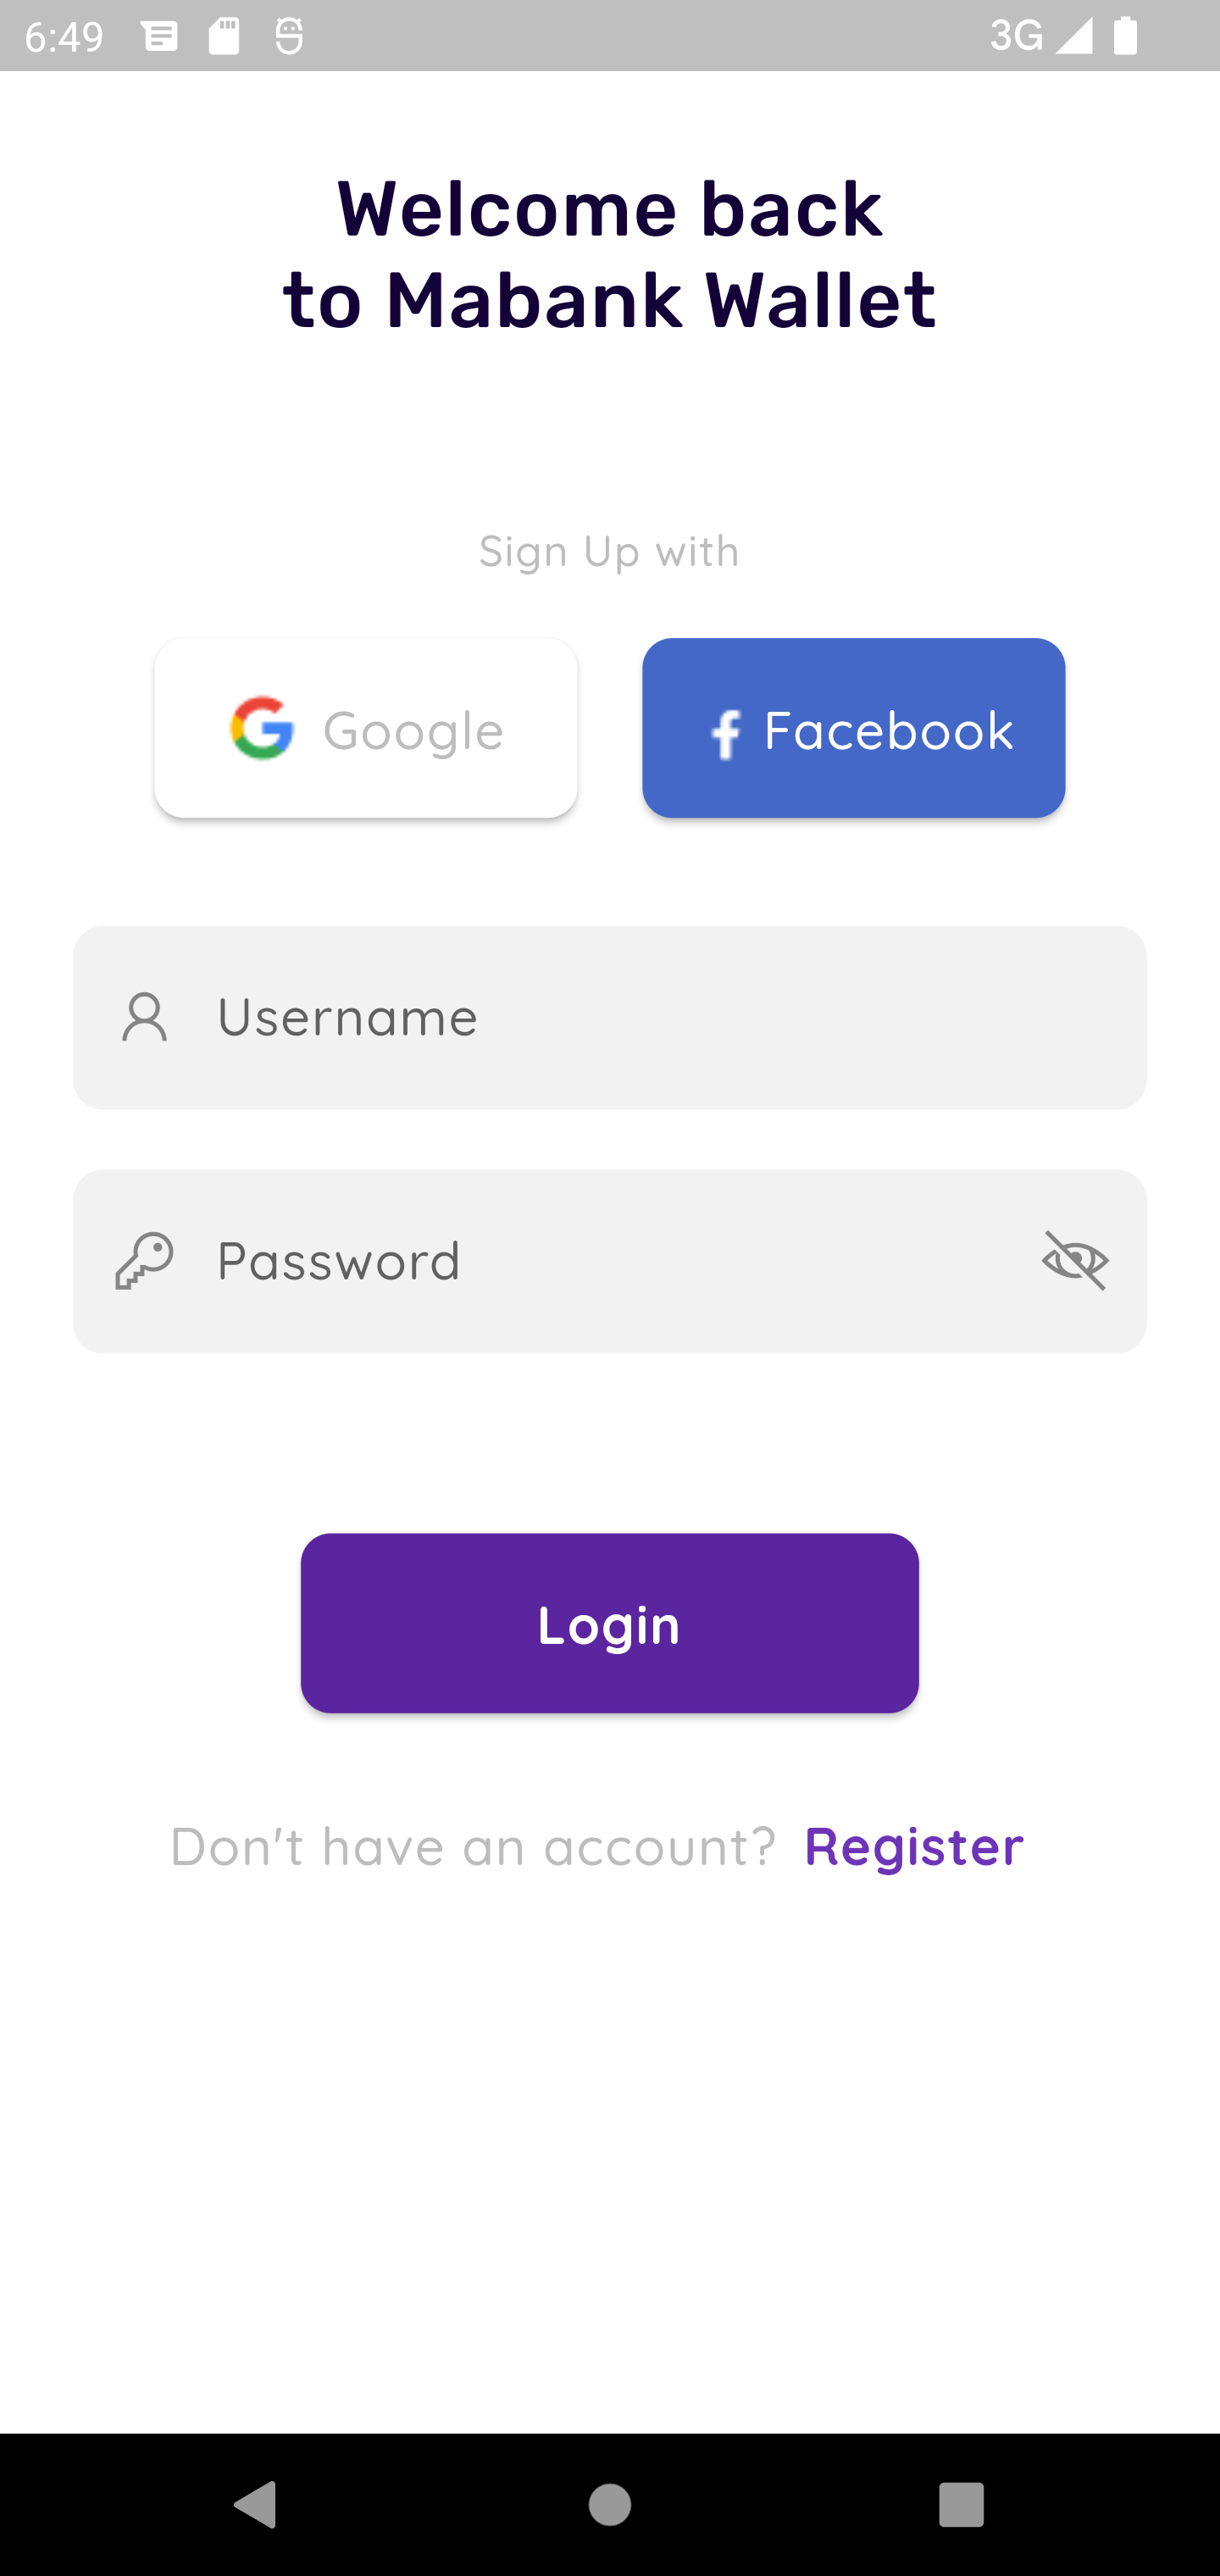 6:49 3G
Welcome back
to Mabank Wallet
Sign Up with
Google Facebook
Username
Password
Login
Don't have an account? Register